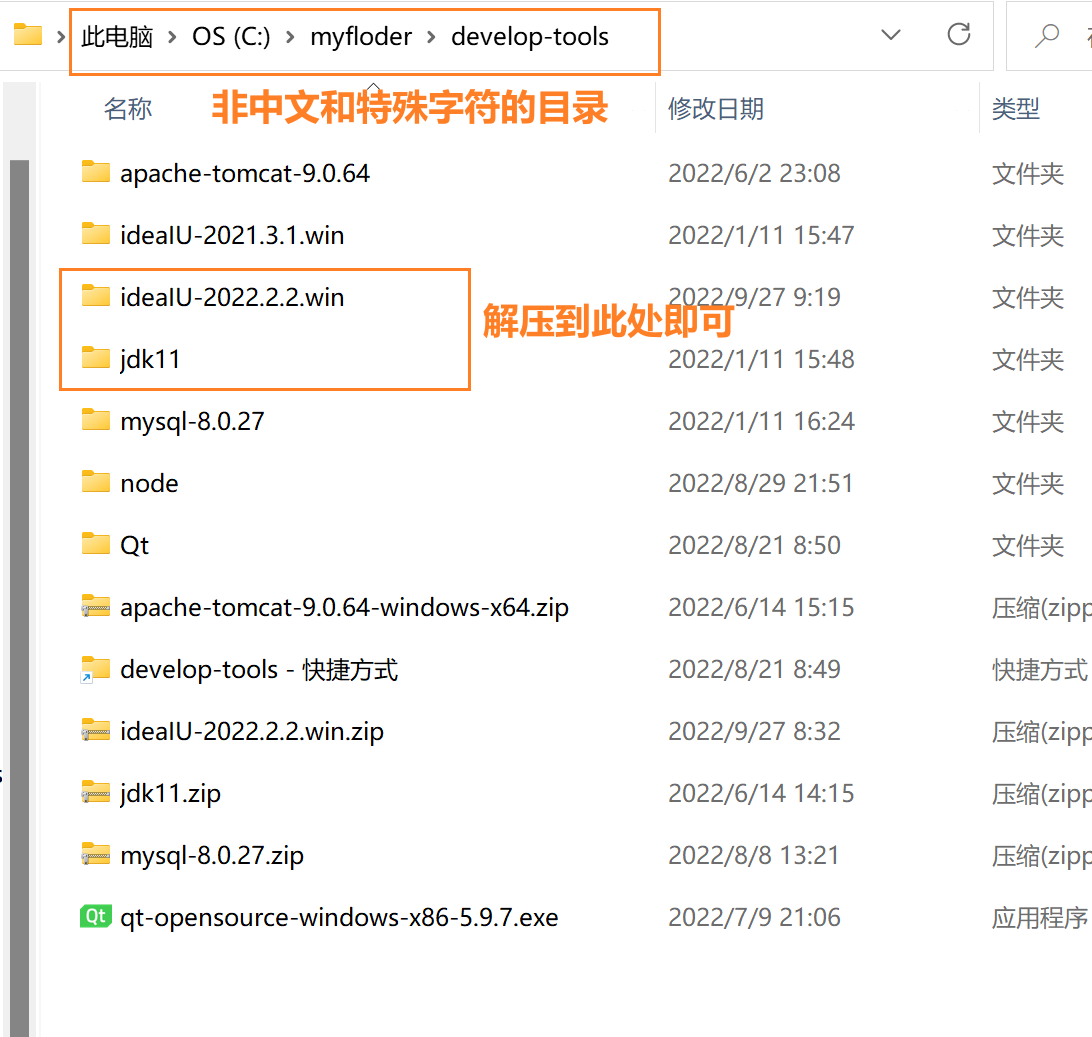 此电脑 > OS (C:) > myfloder > develop-tools
名称 修改日期 类型
非中文和特殊字符的目录
apache-tomcat-9.0.64 2022/6/2 23:08 文件夹
ideaIU-2021.3.1.win 2022/1/11 15:47 文件夹
ideaIU-2022.2.2.win 2022/9/27 9:19 文件夹
解压到此处即可
jdk11 2022/1/11 15:48 文件夹
mysql-8.0.27 2022/1/11 16:24 文件夹
node 2022/8/29 21:51 文件夹
Qt 2022/8/21 8:50 文件夹
apache-tomcat-9.0.64-windows-x64.zip 2022/6/14 15:15 压缩(zipp
develop-tools - 快捷方式 2022/8/21 8:49 快捷方式
ideaIU-2022.2.2.win.zip 2022/9/27 8:32 压缩(zipp
jdk11.zip 2022/6/14 14:15 压缩(zipp
mysql-8.0.27.zip 2022/8/8 13:21 压缩(zipp
Qt qt-opensource-windows-x86-5.9.7.exe 2022/7/9 21:06 应用程序